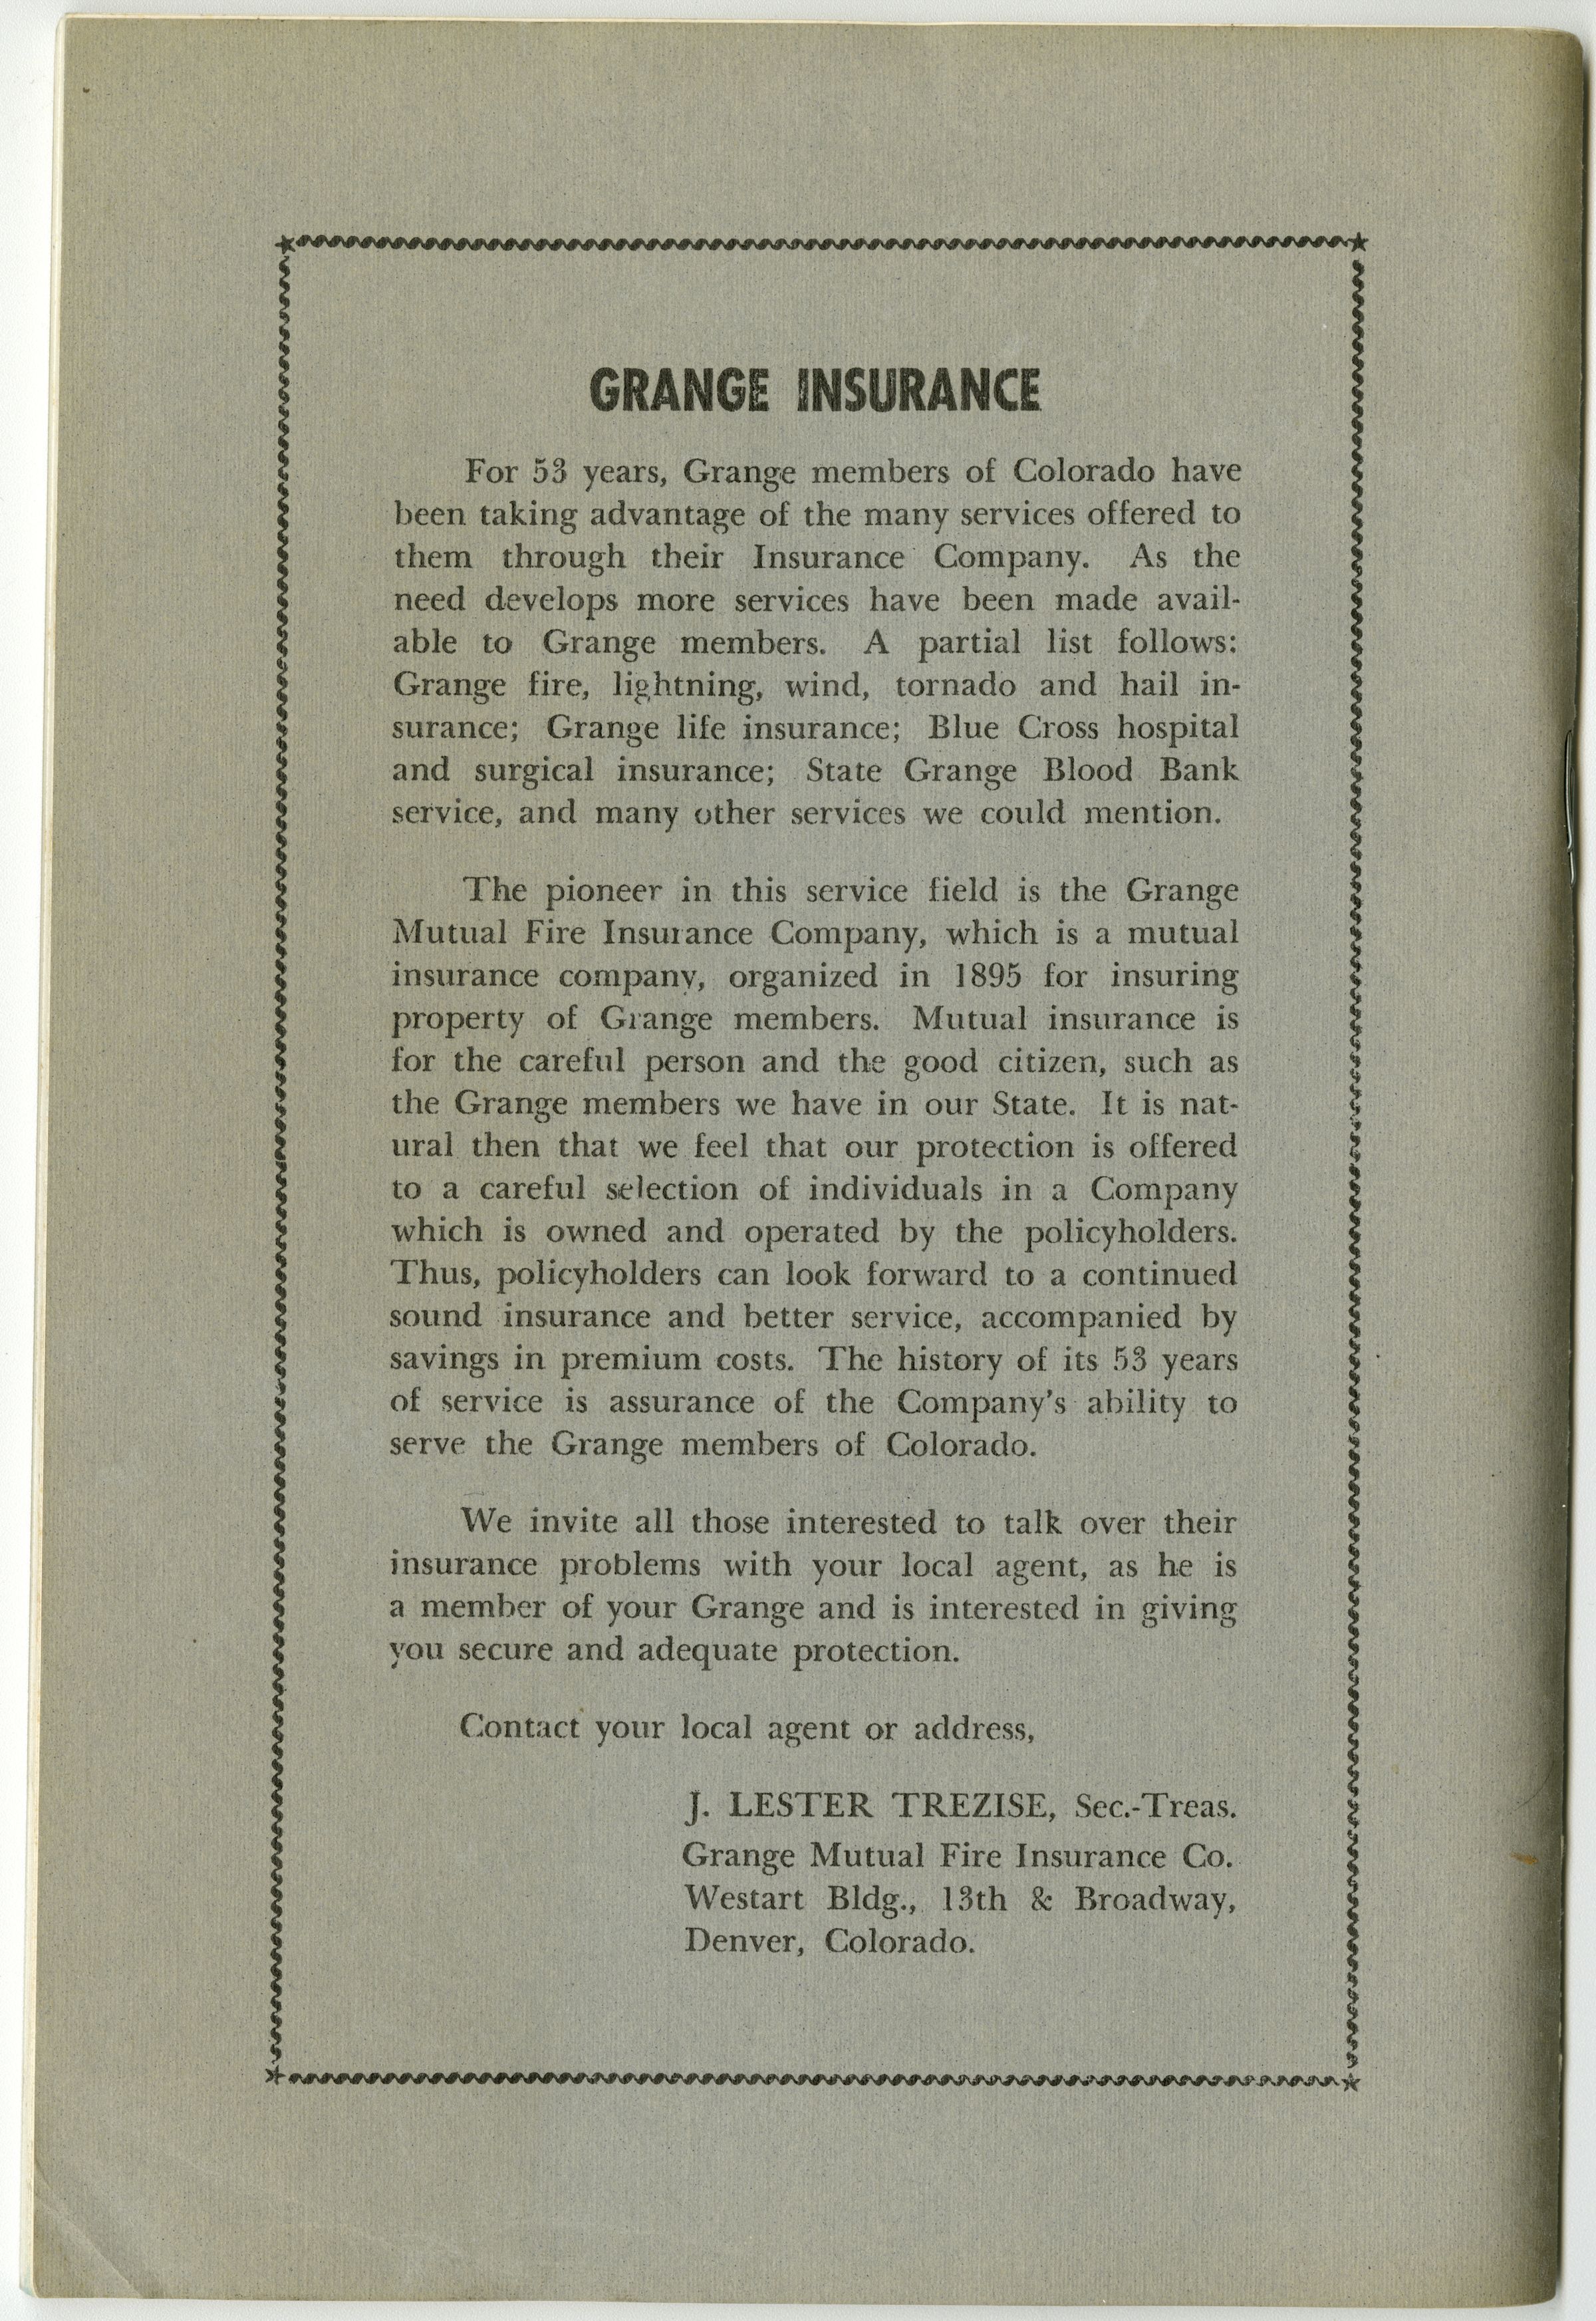 GRANGE INSURANCE
For 53 years, Grange members of Colorado have
been taking advantage of the many services offered to
them through their Insurance Company. As the
need develops more services have been made avail-
able to Grange members. A partial list follows:
Grange fire, lightning, wind, tornado and hail in-
surance; Grange life insurance; Blue Cross hospital
and surgical insurance; State Grange Blood Bank
service, and many other services we could mention.
The pioneer in this service field is the Grange
Mutual Fire Insurance Company, which is a mutual
insurance company, organized in 1895 for insuring
property of Grange members. Mutual insurance is
for the careful person and the good citizen, such as
the Grange members we have in our State. It is nat-
ural then that we feel that our protection is offered
to a careful selection of individuals in a Company
which is owned and operated by the policyholders.
Thus, policyholders can look forward to a continued
sound insurance and better service, accompanied by
savings in premium costs. The history of its 53 years
of service is assurance of the Company's ability to
serve the Grange members of Colorado.
We invite all those interested to talk over their
insurance problems with your local agent, as he is
a member of your Grange and is interested in giving
you secure and adequate protection.
Contact your local agent or address,
J. LESTER TREZISE, Sec.-Treas.
Grange Mutual Fire Insurance Co.
Westart Bldg., 13th & Broadway,
Denver, Colorado.